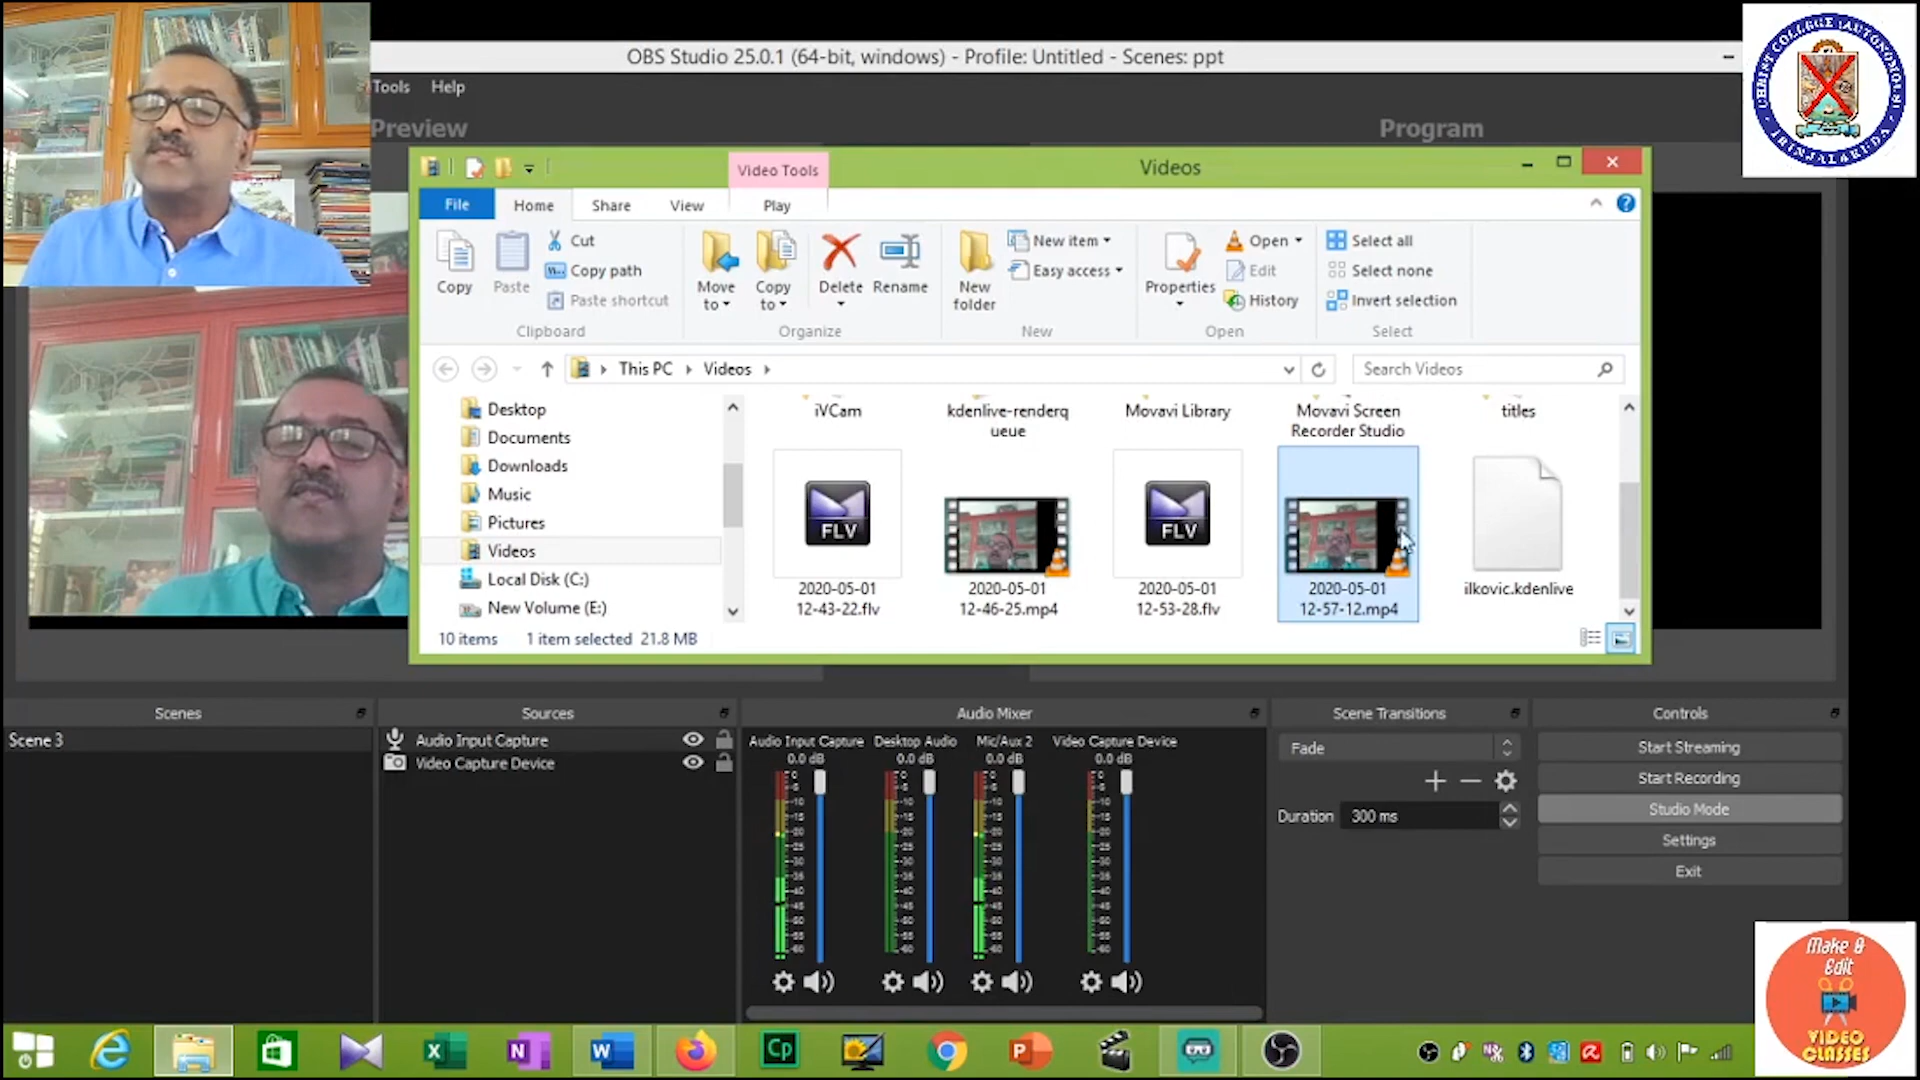 OBS Studio 25.0.1 (64-bit, windows) - Profile: Untitled - Scenes: ppt
Tools Help
Preview
Program
CHRIST COLLEGE (AUTONOMOUS)
IRINJALAKUDA
Video Tools
Videos
File Home Share View Play
Copy
Paste
Cut
Copy path
Paste shortcut
Clipboard
Move to
Copy to
Delete
Rename
Organize
New folder
New item
Easy access
New
Properties
Open
Edit
History
Open
Select all
Select none
Invert selection
Select
This PC Videos
Search Videos
Desktop
Documents
Downloads
Music
Pictures
Videos
Local Disk (C:)
New Volume (E:)
iVCam
kdenlive-renderq
ueue
Movavi Library
Movavi Screen
Recorder Studio
titles
FLV
2020-05-01
12-43-22.flv
2020-05-01
12-46-25.mp4
FLV
2020-05-01
12-53-28.flv
2020-05-01
12-57-12.mp4
ilkovic.kdenlive
10 items 1 item selected 21.8 MB
Scenes
Scene 3
Sources
Audio Input Capture
Video Capture Device
Audio Mixer
Audio Input Capture
0.0 dB
Desktop Audio
0.0 dB
Mic/Aux 2
0.0 dB
Video Capture Device
0.0 dB
Scene Transitions
Fade
Duration 300 ms
Controls
Start Streaming
Start Recording
Studio Mode
Settings
Exit
Make &
Edit
VIDEO
CLASSES
Cp